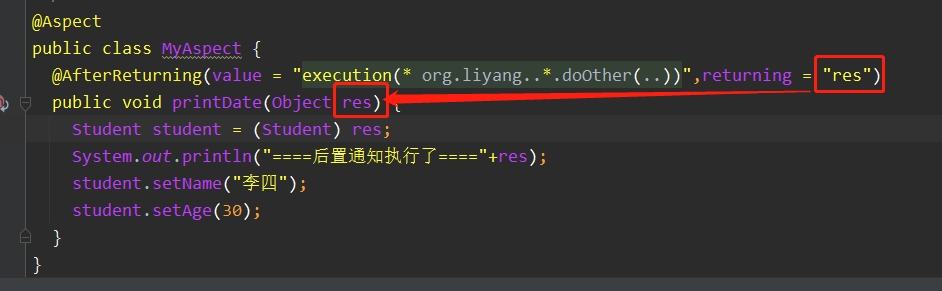 @Aspect
public class MyAspect {
@AfterReturning(value = "execution(* org.liyang..*.doOther(..))",returning = "res")
public void printDate(Object res) {
Student student = (Student) res;
System.out.println("====后置通知执行了===="+res);
student.setName("李四");
student.setAge(30);
}
}